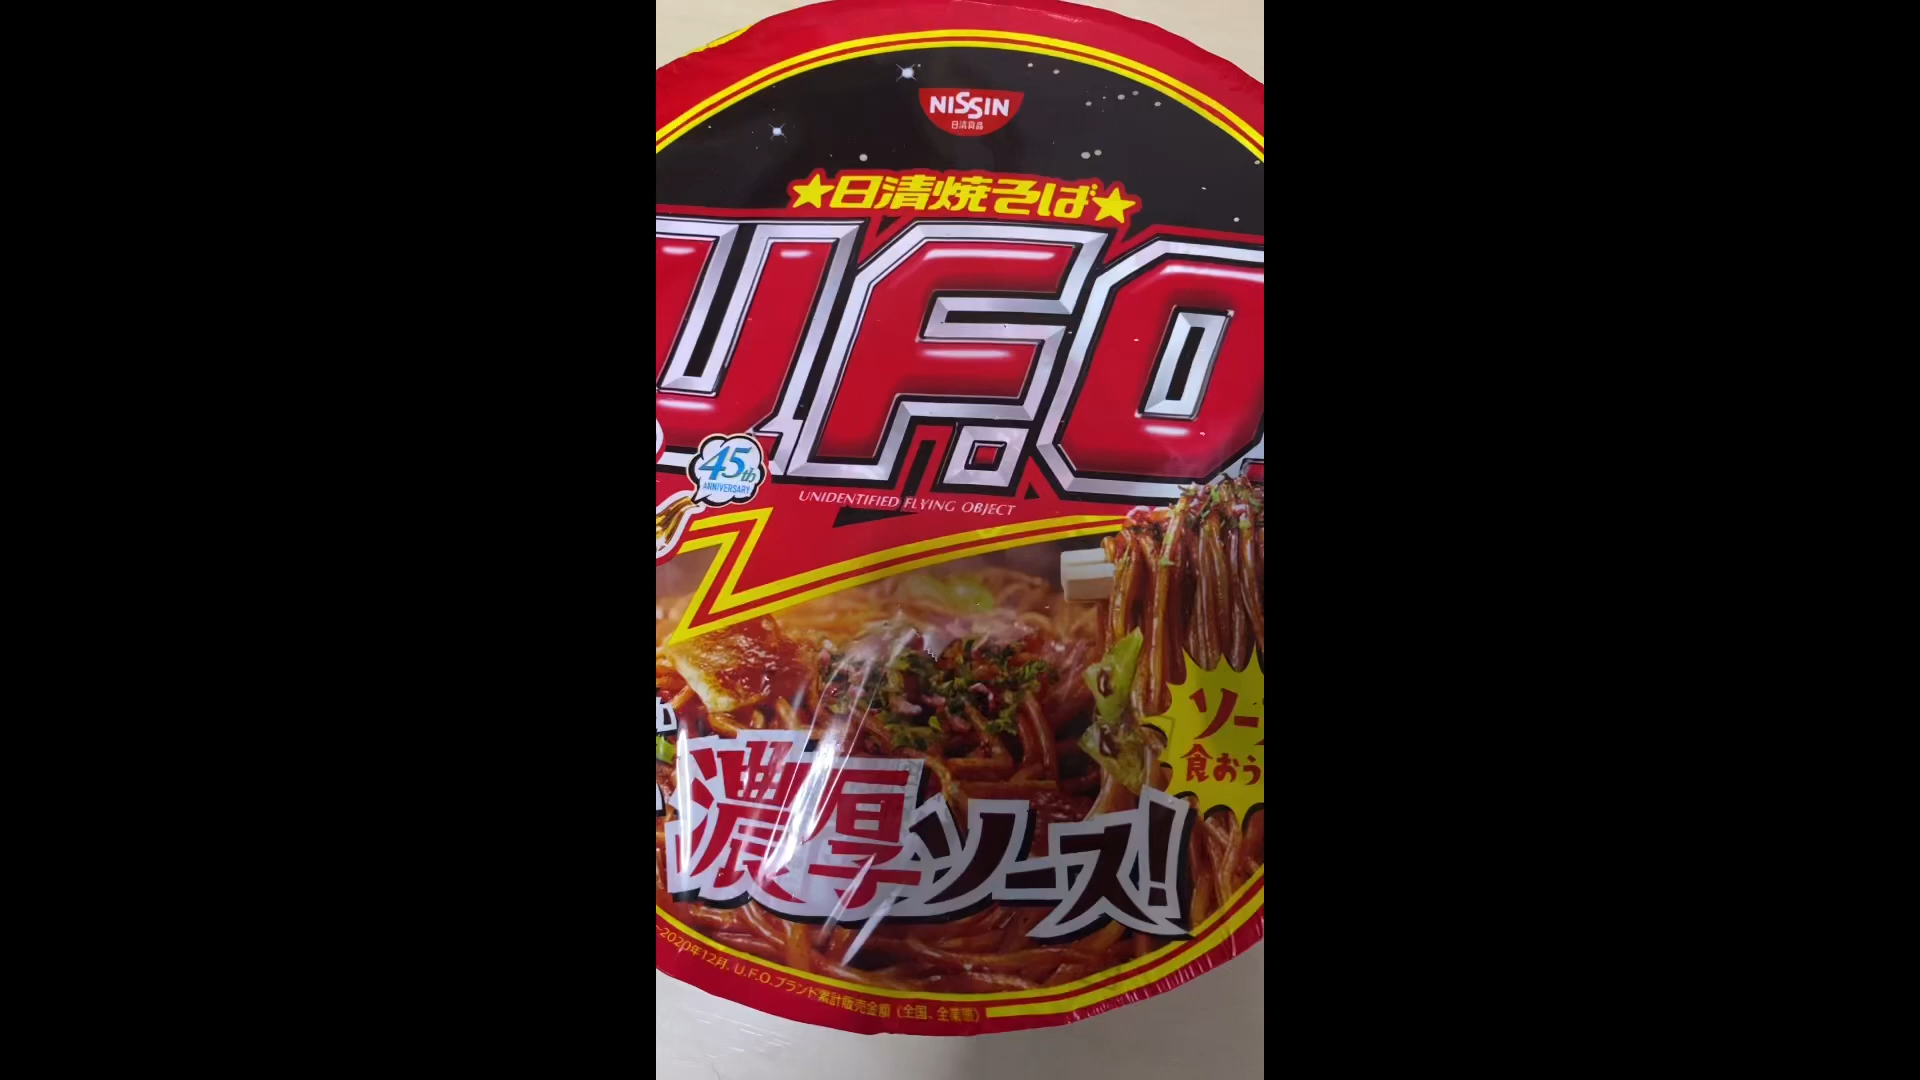 NISSIN
日清食品
★日清焼そば★
U.F.O.
45th
ANNIVERSARY
UNIDENTIFIED FLYING OBJECT
ソー
食おう
濃厚ソース!
2020年12月. U.F.O.ブランド累計販売金額 (全国、全業態)